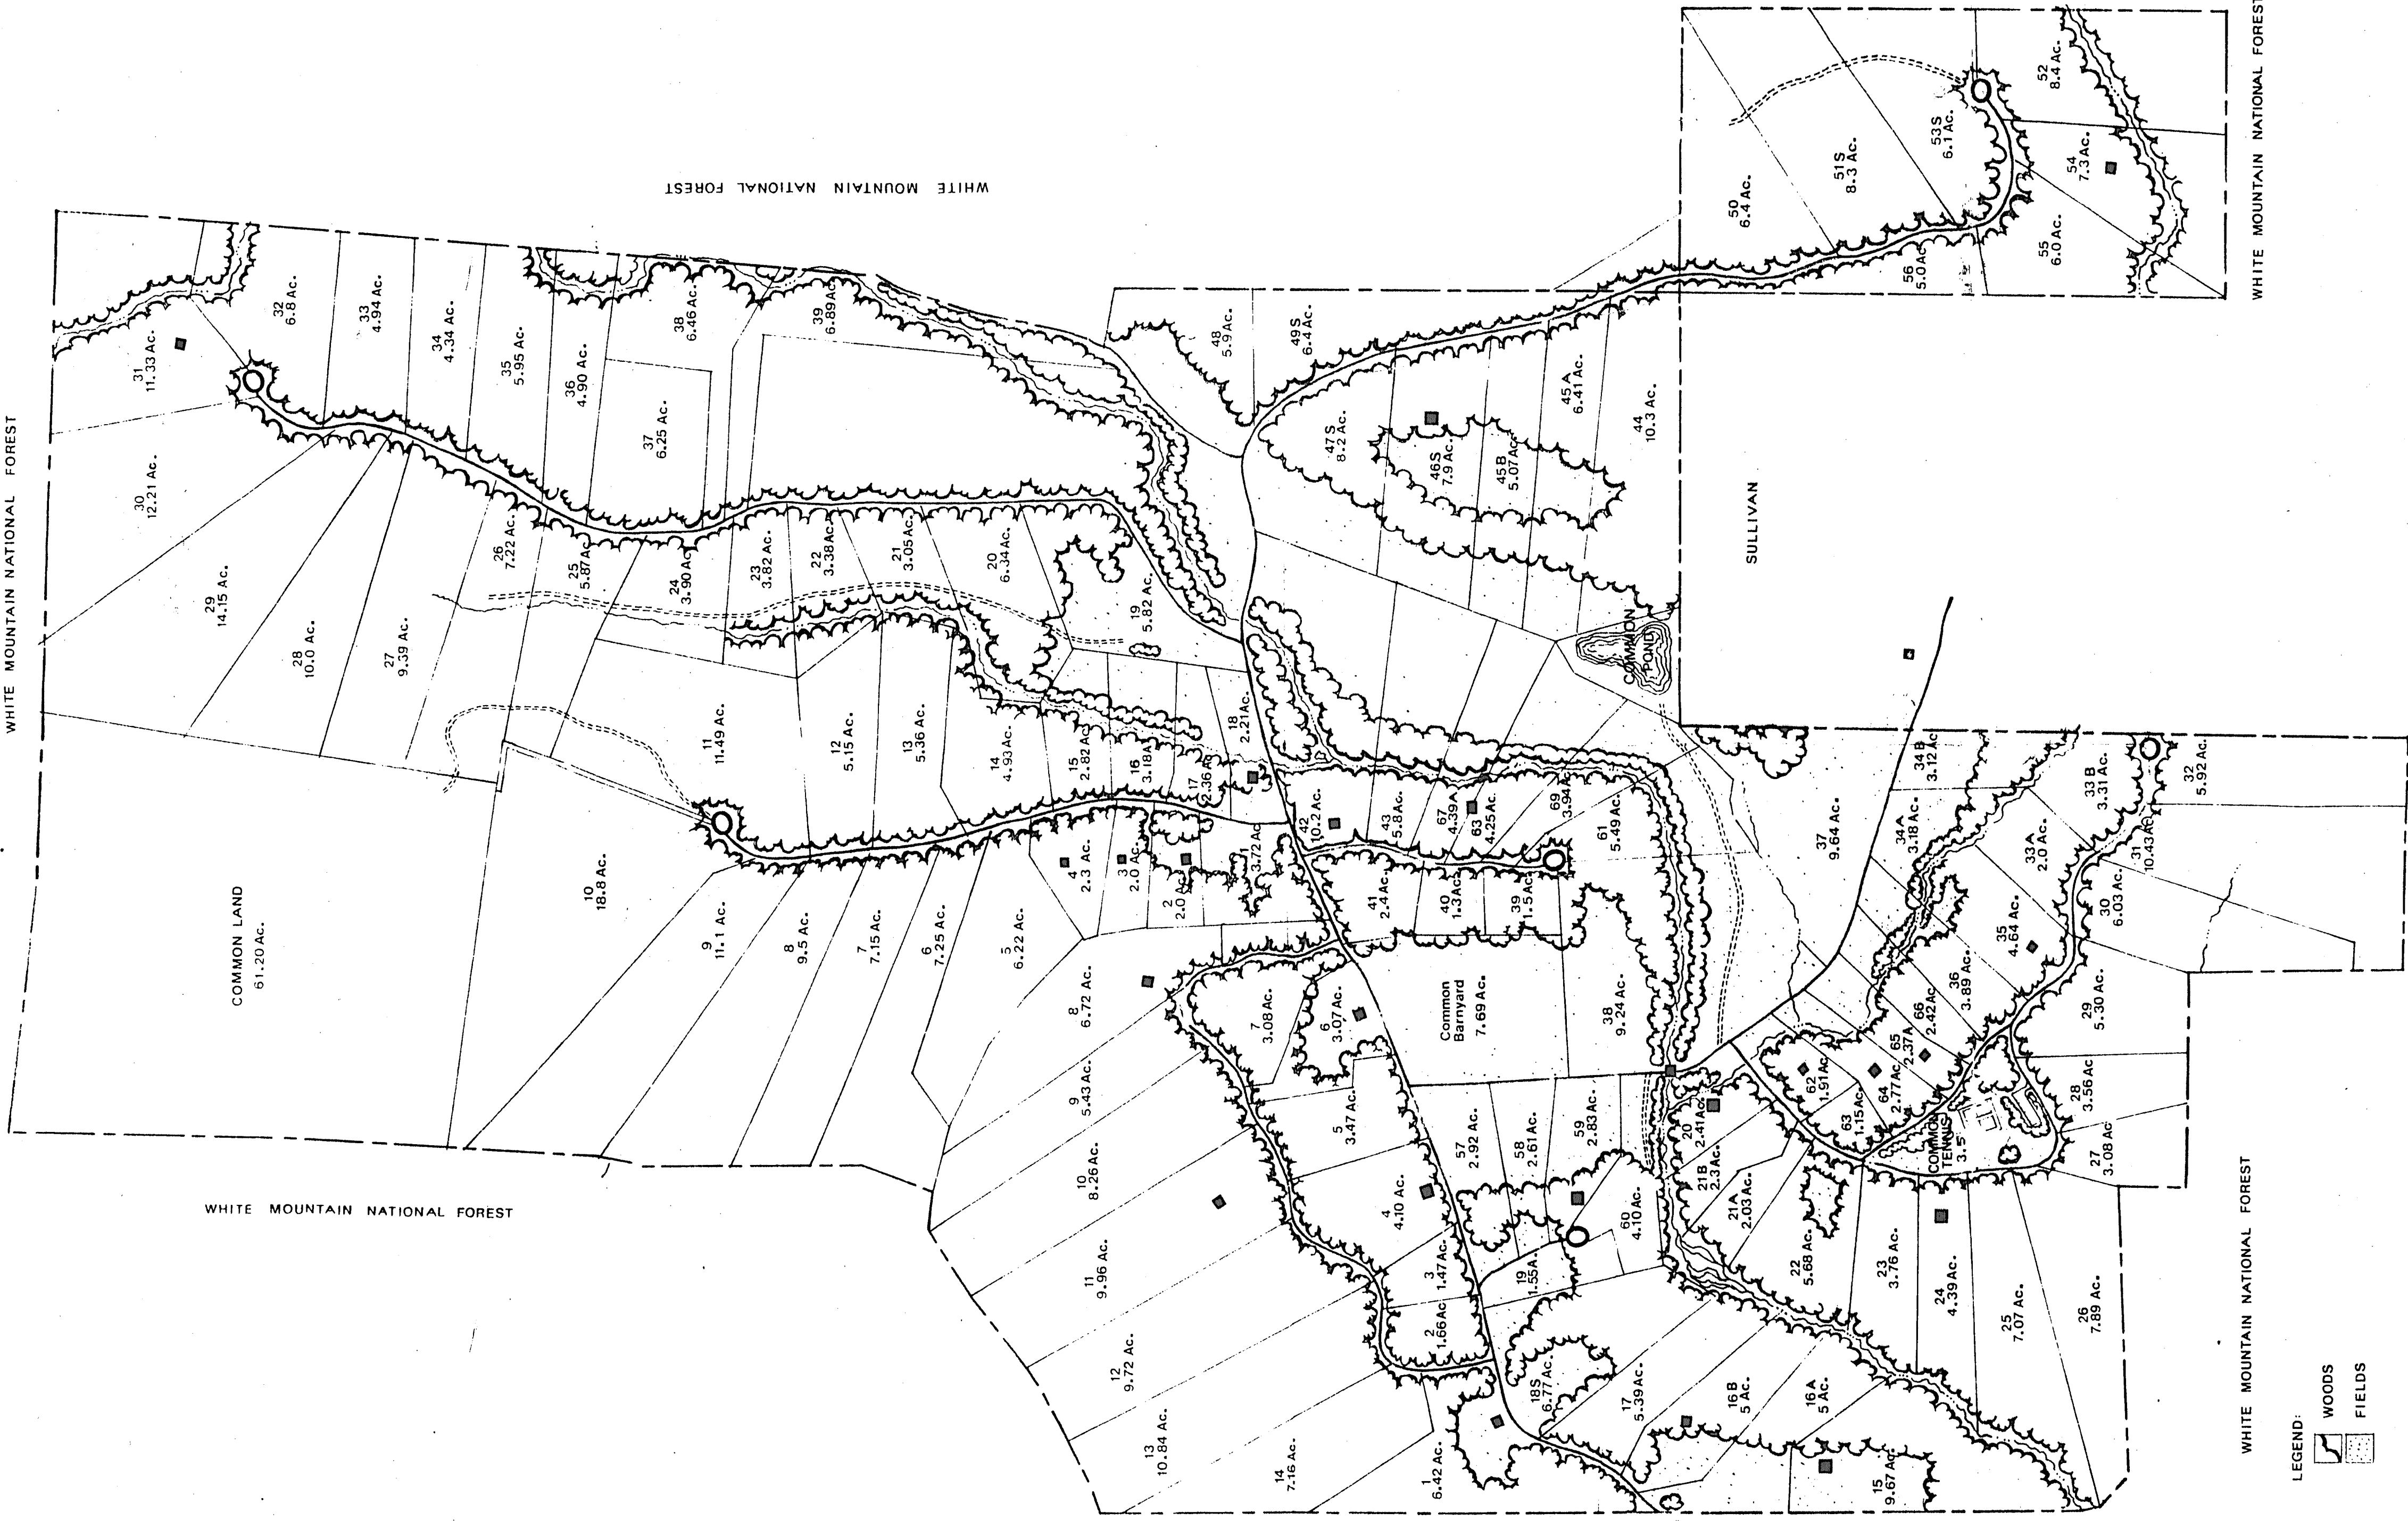 WHITE MOUNTAIN NATIONAL FOREST
COMMON LAND
61.20 Ac.
30
12.21 Ac.
29
14.15 Ac.
28
10.0 Ac.
27
9.39 Ac.
26
7.22 Ac.
25
5.87 Ac.
24
3.90 Ac.
23
3.82 Ac.
22
3.38 Ac.
21
3.05 Ac.
20
6.34 Ac.
19
5.82 Ac.
31
11.33 Ac.
32
6.8 Ac.
33
4.94 Ac.
34
4.34 Ac.
35
5.95 Ac.
36
4.90 Ac.
37
6.25 Ac.
38
6.46 Ac.
39
6.89 Ac.
WHITE MOUNTAIN NATIONAL FOREST
10
18.8 Ac.
9
11.1 Ac.
8
9.5 Ac.
7
7.15 Ac.
6
7.25 Ac.
5
6.22 Ac.
4
2.3 Ac.
3
2.0 Ac.
2
2.0 Ac.
1
3.72 Ac.
11
11.49 Ac.
12
5.15 Ac.
13
5.36 Ac.
14
4.93 Ac.
15
2.82 Ac.
16
3.18 A
17
2.36 Ac.
18
2.21 Ac.
WHITE MOUNTAIN NATIONAL FOREST
8
6.72 Ac.
9
5.43 Ac.
10
8.26 Ac.
11
9.96 Ac.
12
9.72 Ac.
13
10.84 Ac.
14
7.16 Ac.
1
6.42 Ac.
7
3.08 Ac.
6
3.07 Ac.
5
3.47 Ac.
4
4.10 Ac.
3
1.47 Ac.
2
1.66 Ac.
42
10.2 Ac.
43
5.8 Ac.
67
4.39 A
63
4.25 Ac.
69
3.94 Ac.
61
5.49 Ac.
41
2.4 Ac.
40
1.3 Ac.
39
1.5 Ac.
Common
Barnyard
7.69 Ac.
38
9.24 Ac.
57
2.92 Ac.
58
2.61 Ac.
59
2.83 Ac.
60
4.10 Ac.
19
1.55 A.
18S
6.77 Ac.
17
5.39 Ac.
16 B
5 Ac.
16 A
5 Ac.
15
9.67 Ac.
48
5.9 Ac.
49 S
6.4 Ac.
47 S
8.2 Ac.
46S
7.9 Ac.
45 B
5.07 Ac.
45 A
6.41 Ac.
44
10.3 Ac.
COMMON
POND
SULLIVAN
50
6.4 Ac.
51 S
8.3 Ac.
53 S
6.1 Ac.
52
8.4 Ac.
54
7.3 Ac.
55
6.0 Ac.
56
5.0 Ac
WHITE MOUNTAIN NATIONAL FOREST
37
9.64 Ac.
34 B
3.12 Ac
34 A
3.18 Ac.
33 B
3.31 Ac.
33 A
2.0 Ac.
32
5.92 Ac.
31
10.43 Ac
30
6.03 Ac.
35
4.64 Ac.
36
3.89 Ac.
66
2.42 Ac
65
2.37 A
64
2.77 Ac
62
1.91 Ac
63
1.15 Ac.
29
5.30 Ac.
28
3.56 Ac
27
3.08 Ac
COMMON
TENNIS
3.5
20
2.41 Ac.
21B
2.3 Ac.
21 A
2.03 Ac.
22
5.68 Ac.
23
3.76 Ac.
24
4.39 Ac.
25
7.07 Ac.
26
7.89 Ac.
WHITE MOUNTAIN NATIONAL FOREST
LEGEND:
WOODS
FIELDS